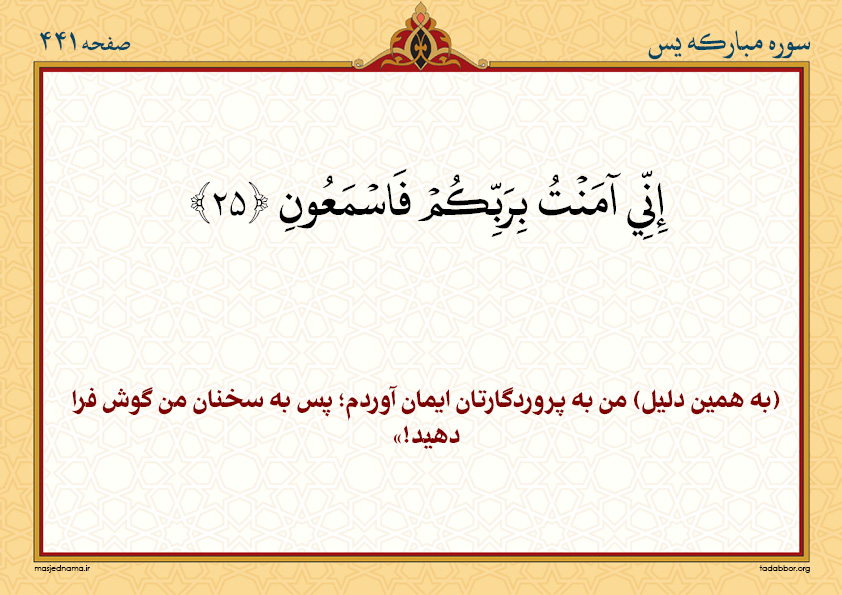 سوره مبارکه یس
صفحه ۴۴۱
إِنِّي آمَنْتُ بِرَبِّكُمْ فَاسْمَعُونِ ﴿۲۵﴾
(به همین دلیل) من به پروردگارتان ایمان آوردم؛ پس به سخنان من گوش فرا
دهید!»
masjednama.ir
tadabbor.org